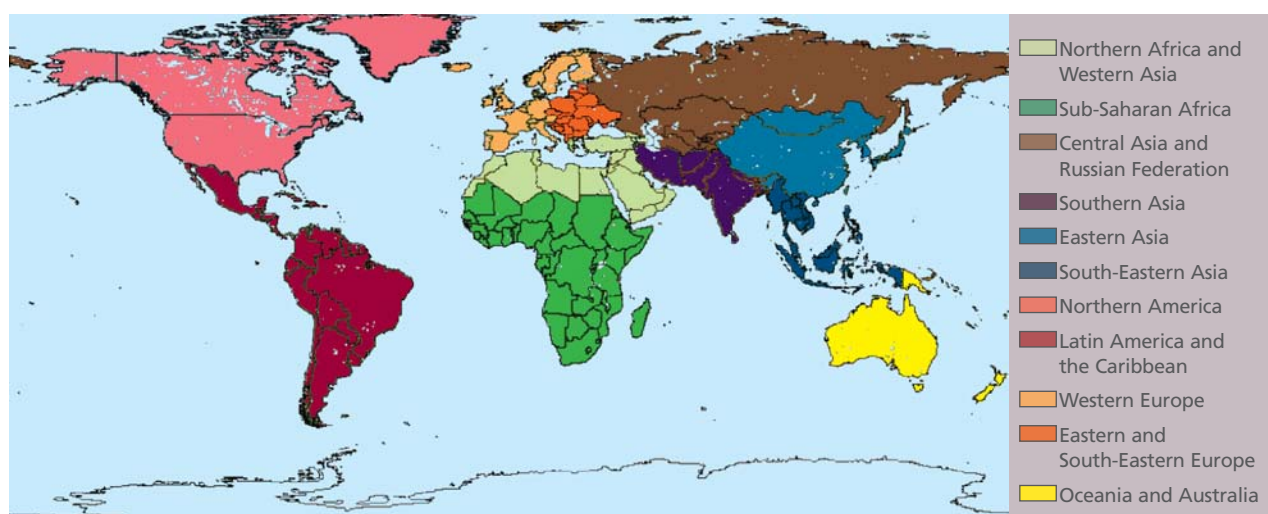 Northern Africa and
Western Asia
Sub-Saharan Africa
Central Asia and
Russian Federation
Southern Asia
Eastern Asia
South-Eastern Asia
Northern America
Latin America and
the Caribbean
Western Europe
Eastern and
South-Eastern Europe
Oceania and Australia